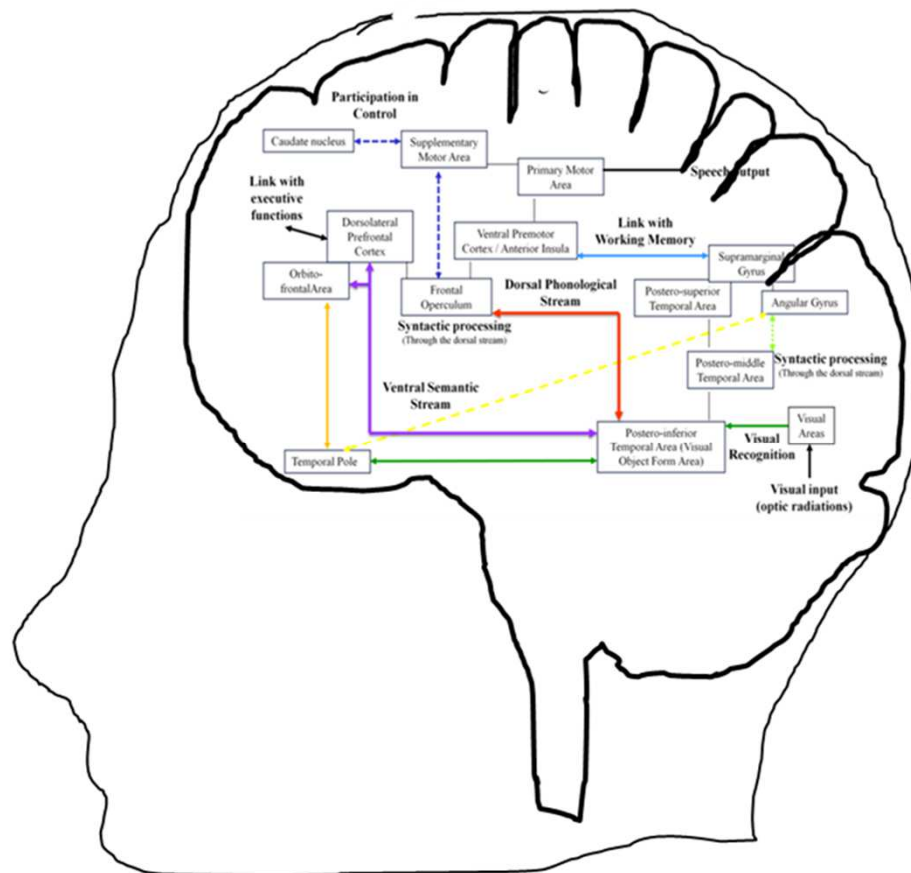 Participation in
Control
Caudate nucleus
Supplementary
Motor Area
Primary Motor
Area
Speech output
Link with
executive
functions
Dorsolateral
Prefrontal
Cortex
Ventral Premotor
Cortex / Anterior Insula
Link with
Working Memory
Supramarginal
Gyrus
Orbito-
frontalArea
Frontal
Operculum
Dorsal Phonological
Stream
Postero-superior
Temporal Area
Angular Gyrus
Syntactic processing
(Through the dorsal stream)
Postero-middle
Temporal Area
Syntactic processing
(Through the dorsal stream)
Ventral Semantic
Stream
Temporal Pole
Postero-inferior
Temporal Area (Visual
Object Form Area)
Visual
Recognition
Visual
Areas
Visual input
(optic radiations)